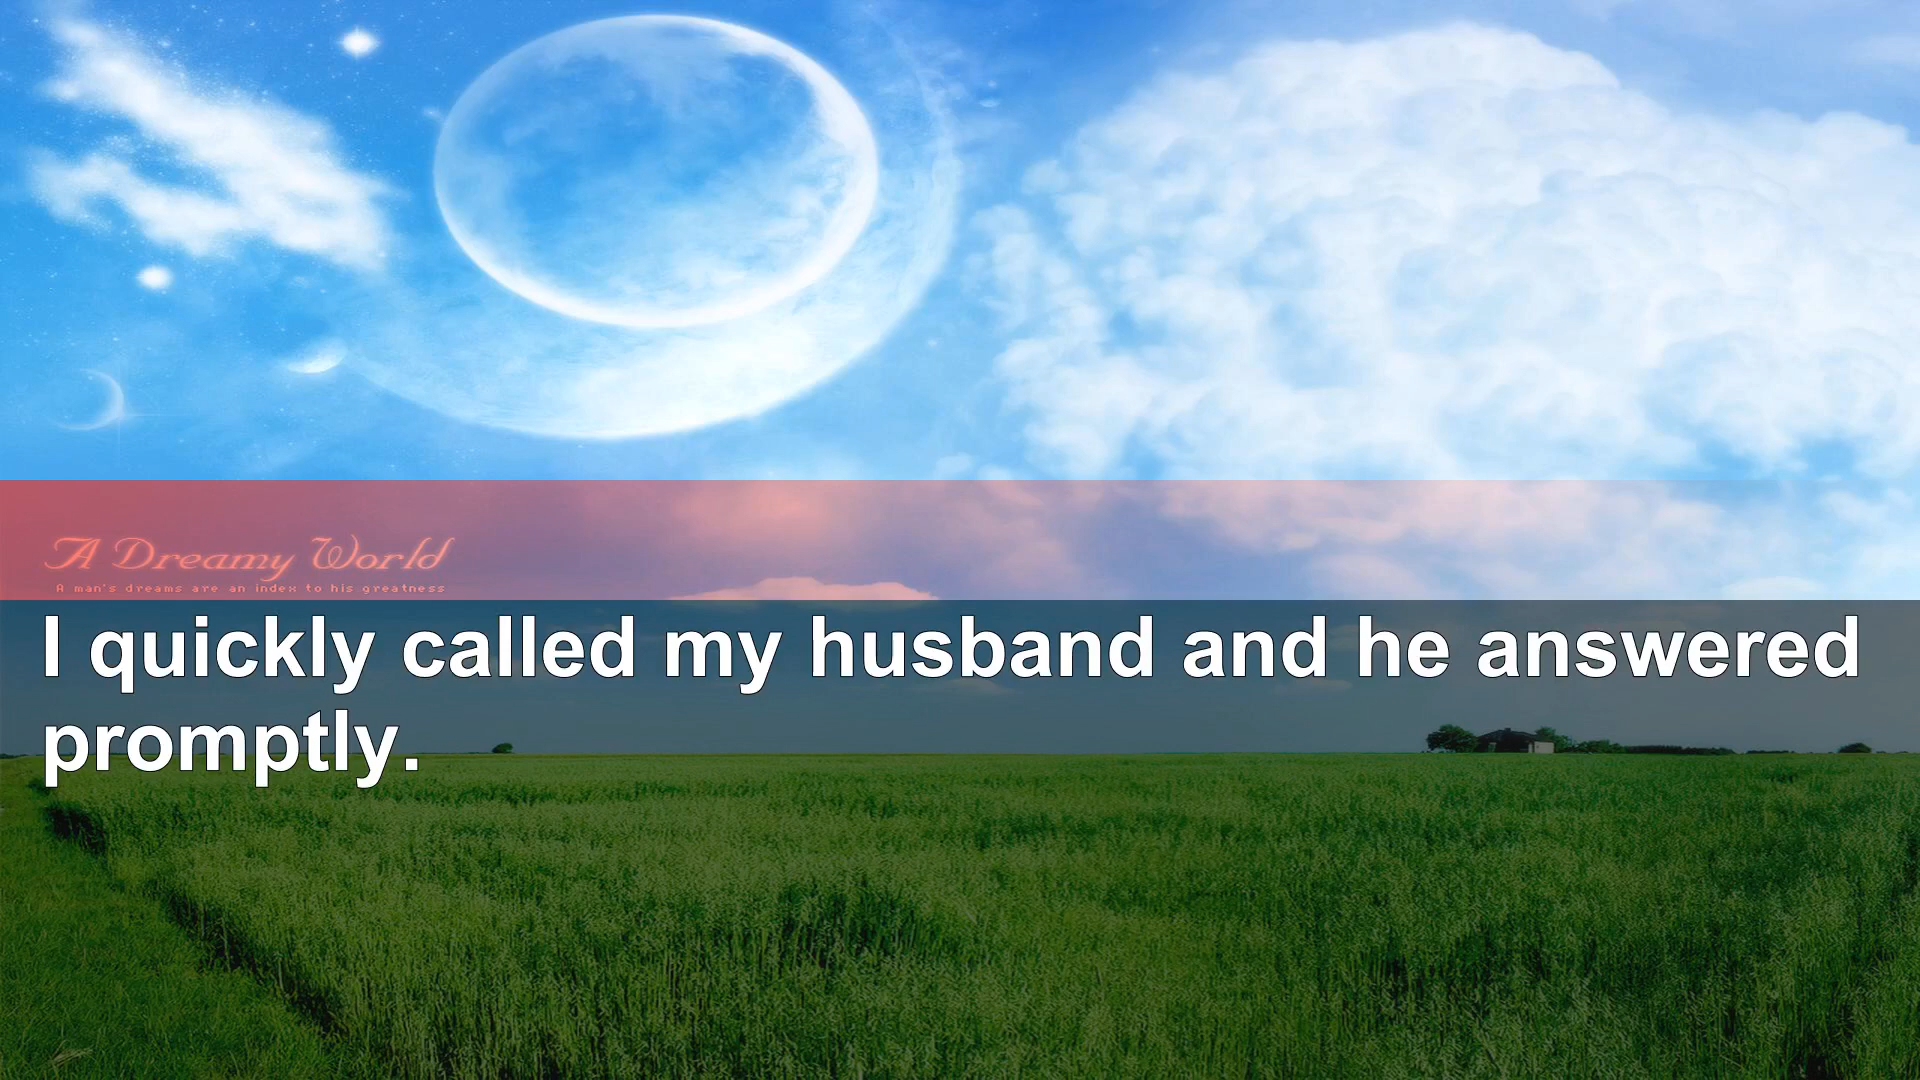 A Dreamy World
A man's dreams are an index to his greatness
I quickly called my husband and he answered
promptly.